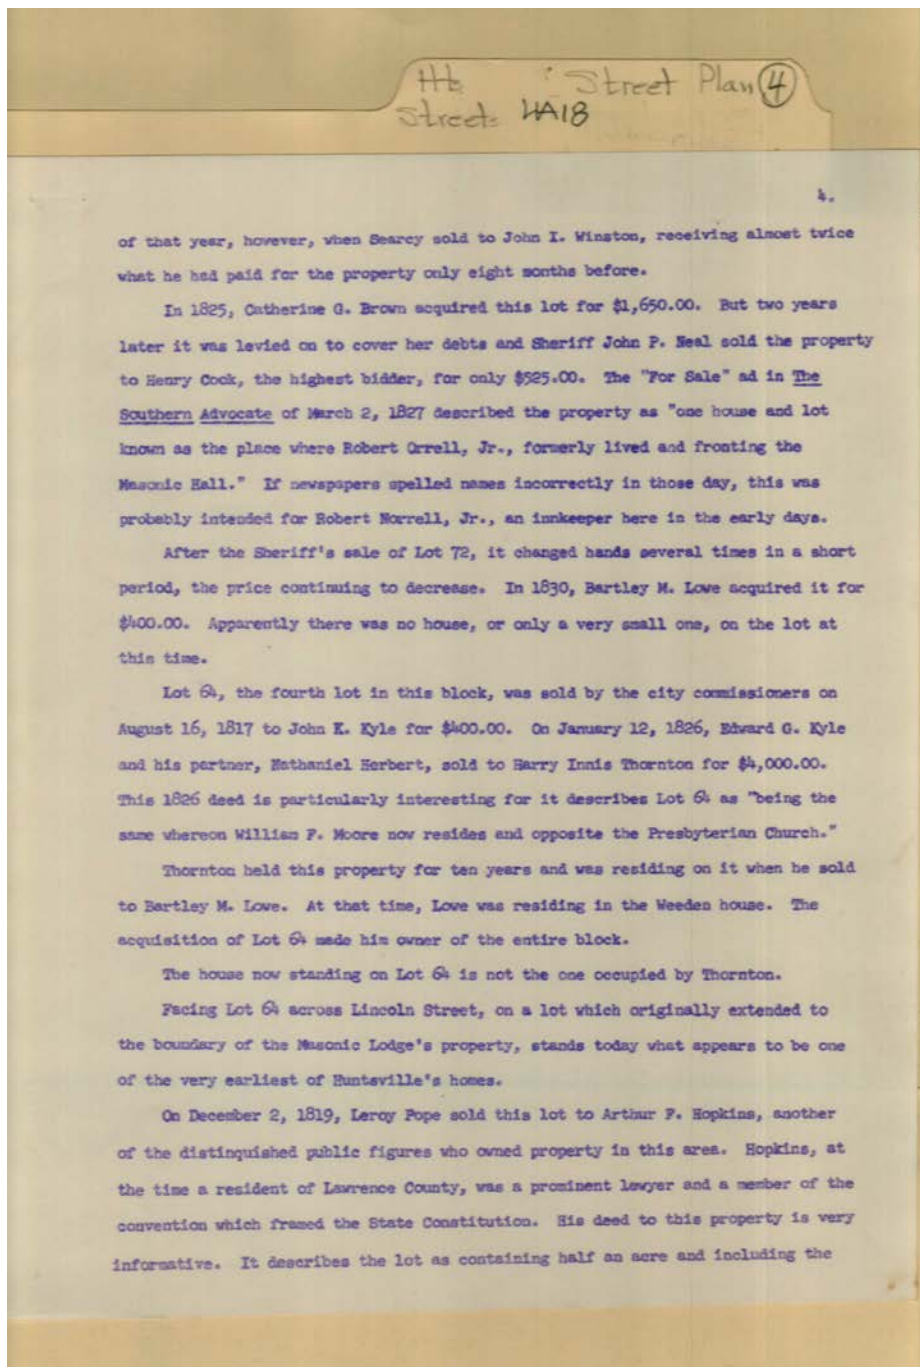 Street Plan 4
Streets 4A18
4.
of that year, however, when Searcy sold to John I. Winston, receiving almost twice
what he had paid for the property only eight months before.
In 1825, Catherine G. Brown acquired this lot for $1,650.00. But two years
later it was levied on to cover her debts and Sheriff John P. Neal sold the property
to Henry Cook, the highest bidder, for only $525.00. The "For Sale" ad in The
Southern Advocate of March 2, 1827 described the property as "one house and lot
known as the place where Robert Orrell, Jr., formerly lived and fronting the
Masonic Hall." If newspapers spelled names incorrectly in those day, this was
probably intended for Robert Norrell, Jr., an innkeeper here in the early days.
After the Sheriff's sale of Lot 72, it changed hands several times in a short
period, the price continuing to decrease. In 1830, Bartley M. Lowe acquired it for
$400.00. Apparently there was no house, or only a very small one, on the lot at
this time.
Lot 64, the fourth lot in this block, was sold by the city commissioners on
August 16, 1817 to John K. Kyle for $400.00. On January 12, 1826, Edward G. Kyle
and his partner, Nathaniel Herbert, sold to Harry Innis Thornton for $4,000.00.
This 1826 deed is particularly interesting for it describes Lot 64 as "being the
same whereon William F. Moore now resides and opposite the Presbyterian Church."
Thornton held this property for ten years and was residing on it when he sold
to Bartley M. Lowe. At that time, Lowe was residing in the Weeden house. The
acquisition of Lot 64 made him owner of the entire block.
The house now standing on Lot 64 is not the one occupied by Thornton.
Facing Lot 64 across Lincoln Street, on a lot which originally extended to
the boundary of the Masonic Lodge's property, stands today what appears to be one
of the very earliest of Huntsville's homes.
On December 2, 1819, Leroy Pope sold this lot to Arthur F. Hopkins, another
of the distinquished public figures who owned property in this area. Hopkins, at
the time a resident of Lawrence County, was a prominent lawyer and a member of the
convention which framed the State Constitution. His deed to this property is very
informative. It describes the lot as containing half an acre and including the